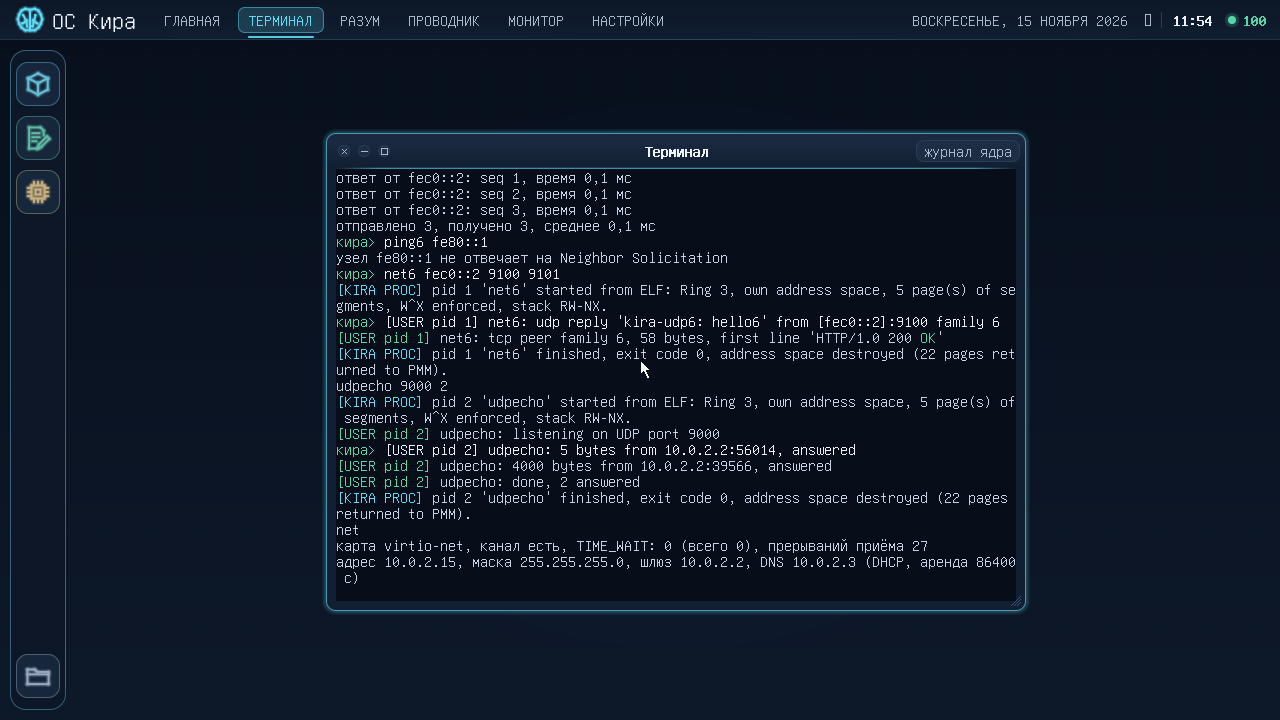 ОС Кира
ГЛАВНАЯ
ТЕРМИНАЛ
РАЗУМ
ПРОВОДНИК
МОНИТОР
НАСТРОЙКИ
ВОСКРЕСЕНЬЕ, 15 НОЯБРЯ 2026
11:54
100
Терминал
журнал ядра
ответ от fec0::2: seq 1, время 0,1 мс
ответ от fec0::2: seq 2, время 0,1 мс
ответ от fec0::2: seq 3, время 0,1 мс
отправлено 3, получено 3, среднее 0,1 мс
кира> ping6 fe80::1
узел fe80::1 не отвечает на Neighbor Solicitation
кира> net6 fec0::2 9100 9101
[KIRA PROC] pid 1 'net6' started from ELF: Ring 3, own address space, 5 page(s) of se
gments, W^X enforced, stack RW-NX.
кира> [USER pid 1] net6: udp reply 'kira-udp6: hello6' from [fec0::2]:9100 family 6
[USER pid 1] net6: tcp peer family 6, 58 bytes, first line 'HTTP/1.0 200 OK'
[KIRA PROC] pid 1 'net6' finished, exit code 0, address space destroyed (22 pages ret
urned to PMM).
udpecho 9000 2
[KIRA PROC] pid 2 'udpecho' started from ELF: Ring 3, own address space, 5 page(s) of
 segments, W^X enforced, stack RW-NX.
[USER pid 2] udpecho: listening on UDP port 9000
кира> [USER pid 2] udpecho: 5 bytes from 10.0.2.2:56014, answered
[USER pid 2] udpecho: 4000 bytes from 10.0.2.2:39566, answered
[USER pid 2] udpecho: done, 2 answered
[KIRA PROC] pid 2 'udpecho' finished, exit code 0, address space destroyed (22 pages
returned to PMM).
net
карта virtio-net, канал есть, TIME_WAIT: 0 (всего 0), прерываний приёма 27
адрес 10.0.2.15, маска 255.255.255.0, шлюз 10.0.2.2, DNS 10.0.2.3 (DHCP, аренда 86400
 с)